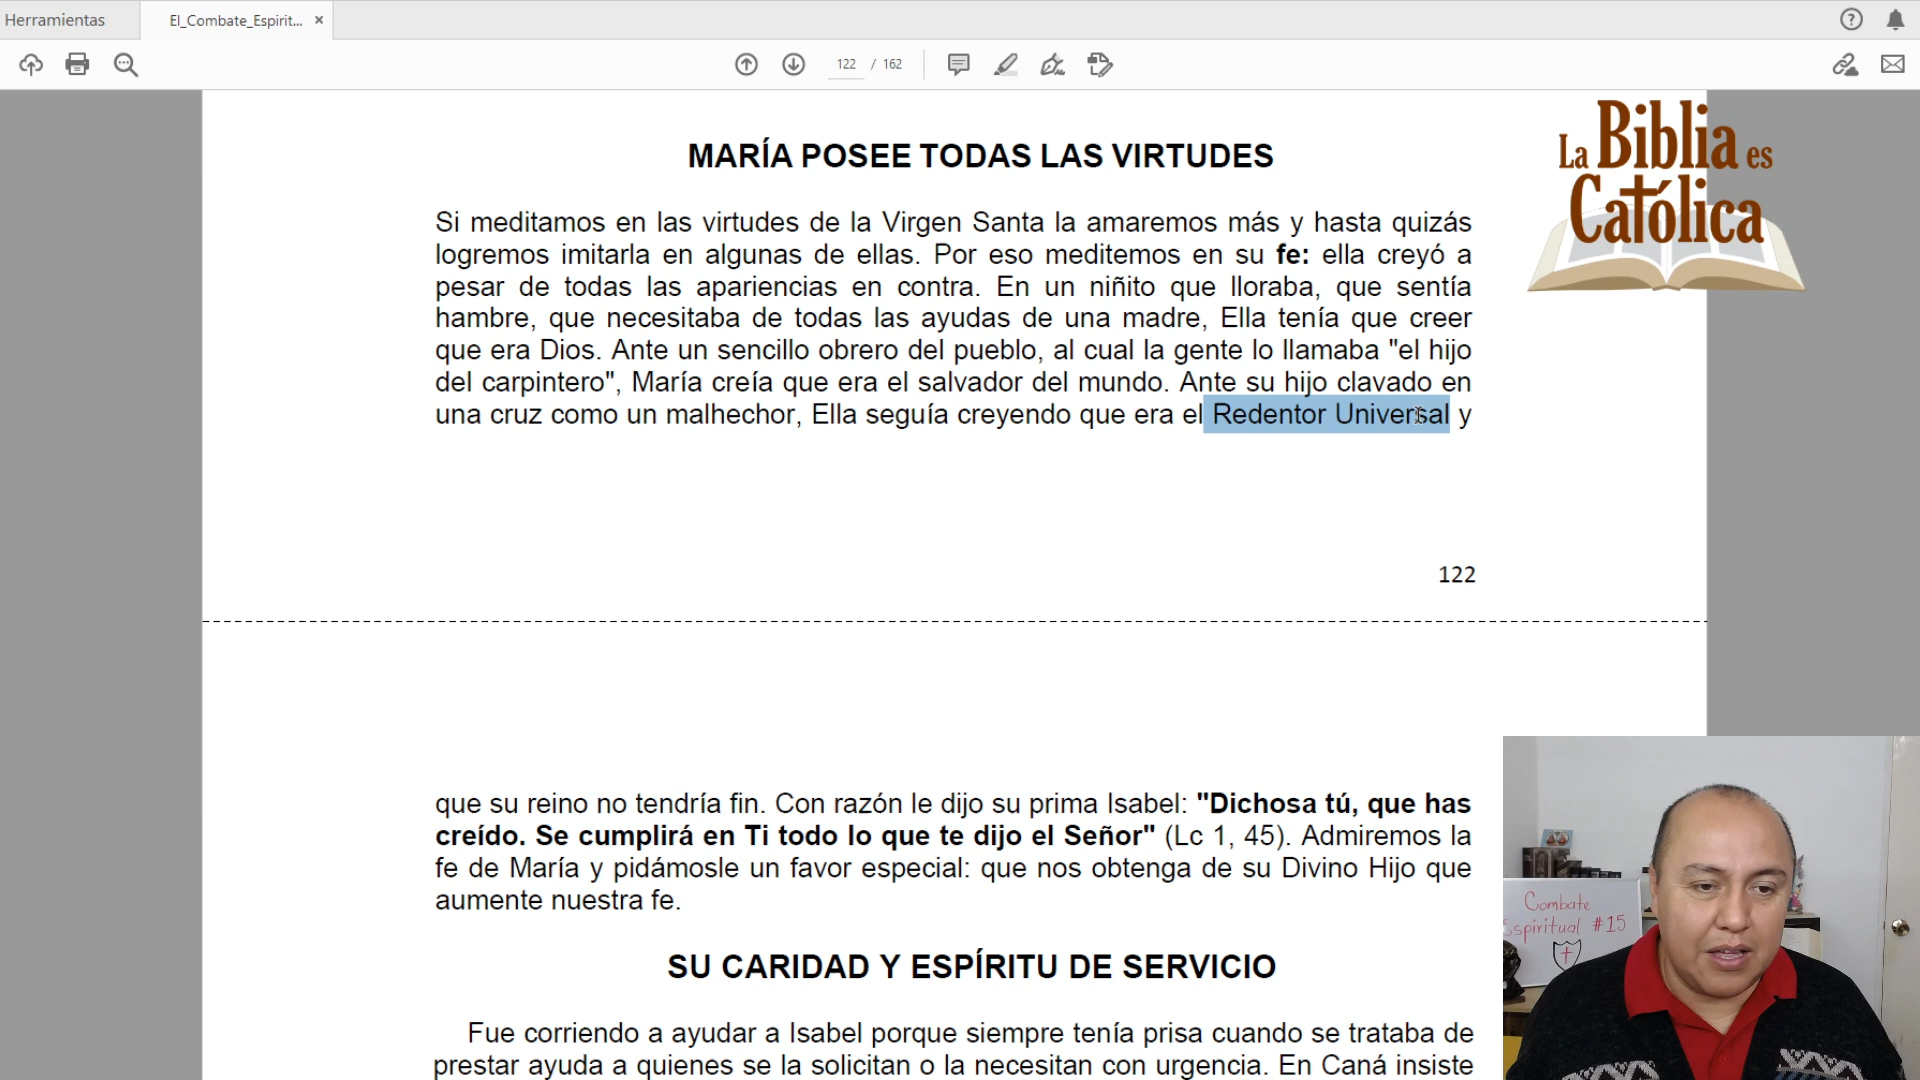 Herramientas
El_Combate_Espirit...
122 / 162
La Biblia es
Católica
MARÍA POSEE TODAS LAS VIRTUDES
Si meditamos en las virtudes de la Virgen Santa la amaremos más y hasta quizás
logremos imitarla en algunas de ellas. Por eso meditemos en su fe: ella creyó a
pesar de todas las apariencias en contra. En un niñito que lloraba, que sentía
hambre, que necesitaba de todas las ayudas de una madre, Ella tenía que creer
que era Dios. Ante un sencillo obrero del pueblo, al cual la gente lo llamaba "el hijo
del carpintero", María creía que era el salvador del mundo. Ante su hijo clavado en
una cruz como un malhechor, Ella seguía creyendo que era el Redentor Universal y
122
que su reino no tendría fin. Con razón le dijo su prima Isabel: "Dichosa tú, que has
creído. Se cumplirá en Ti todo lo que te dijo el Señor" (Lc 1, 45). Admiremos la
fe de María y pidámosle un favor especial: que nos obtenga de su Divino Hijo que
aumente nuestra fe.
SU CARIDAD Y ESPÍRITU DE SERVICIO
Fue corriendo a ayudar a Isabel porque siempre tenía prisa cuando se trataba de
prestar ayuda a quienes se la solicitan o la necesitan con urgencia. En Caná insiste
Combate
Espiritual #15